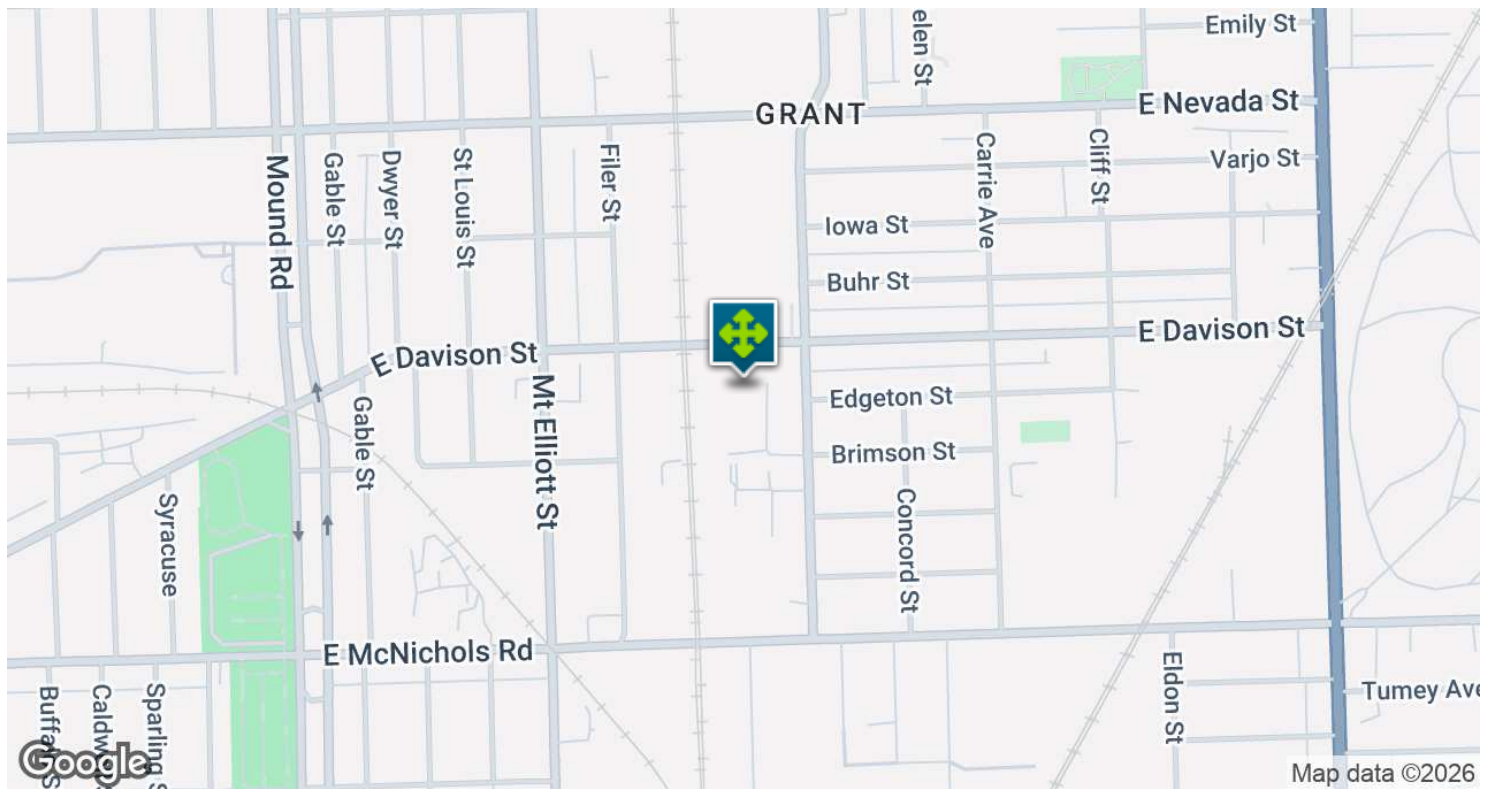 elen St
Emily St
E Nevada St
GRANT
Mound Rd
Gable St
Dwyer St
St Louis St
Filer St
Carrie Ave
Cliff St
Varjo St
Iowa St
Buhr St
E Davison St
E Davison St
Mt Elliott St
Gable St
Edgeton St
Brimson St
Syracuse
Concord St
E McNichols Rd
Eldon St
Tumey Ave
Sparling S
Google
Map data ©2026